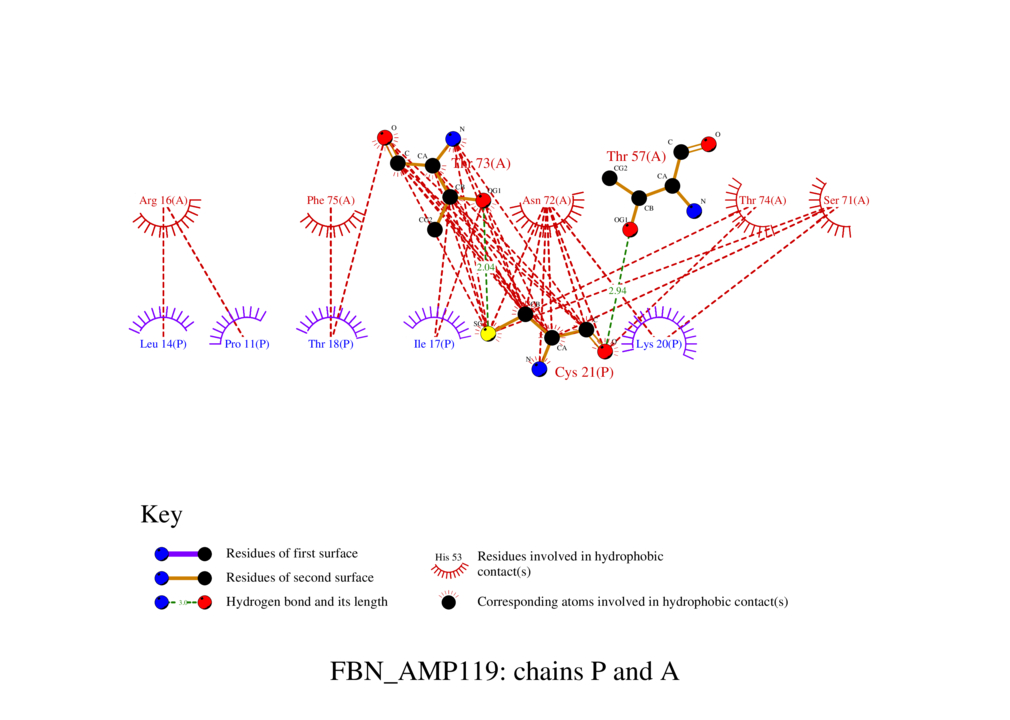 O
N
C
CA
Thr 73(A)
CB
OG1
CG2
Thr 57(A)
C
O
CG2
CA
N
CB
OG1
Arg 16(A)
Phe 75(A)
Asn 72(A)
Thr 74(A)
Ser 71(A)
2.04
2.94
CB
SG
C
CA
O
N
Cys 21(P)
Leu 14(P)
Pro 11(P)
Thr 18(P)
Ile 17(P)
Lys 20(P)
Key
Residues of first surface
Residues of second surface
3.0
Hydrogen bond and its length
His 53
Residues involved in hydrophobic
contact(s)
Corresponding atoms involved in hydrophobic contact(s)
FBN_AMP119: chains P and A